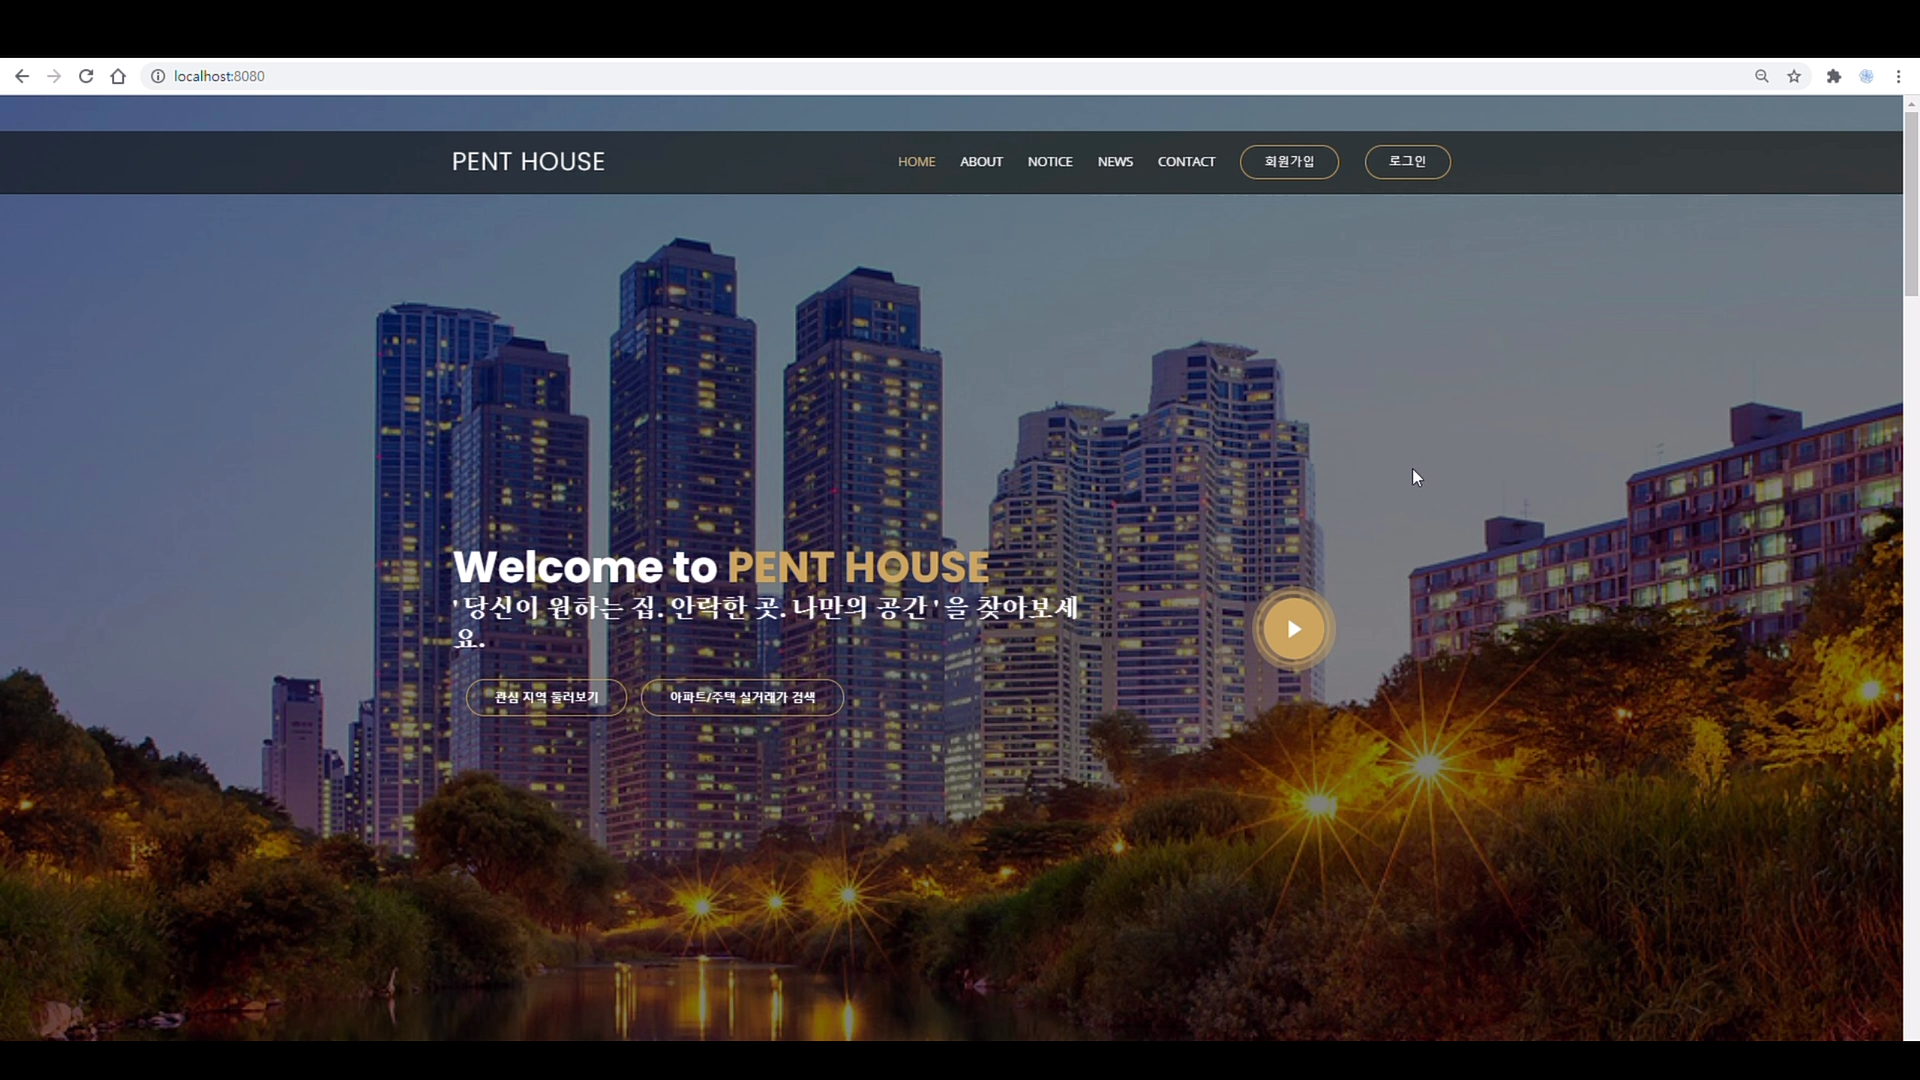 localhost:8080
PENT HOUSE
HOME ABOUT NOTICE NEWS CONTACT 회원가입 로그인
Welcome to PENT HOUSE
' 당신이 원하는 집. 안락한 곳. 나만의 공간 ' 을 찾아보세
요.
관심 지역 둘러보기 아파트/주택 실거래가 검색